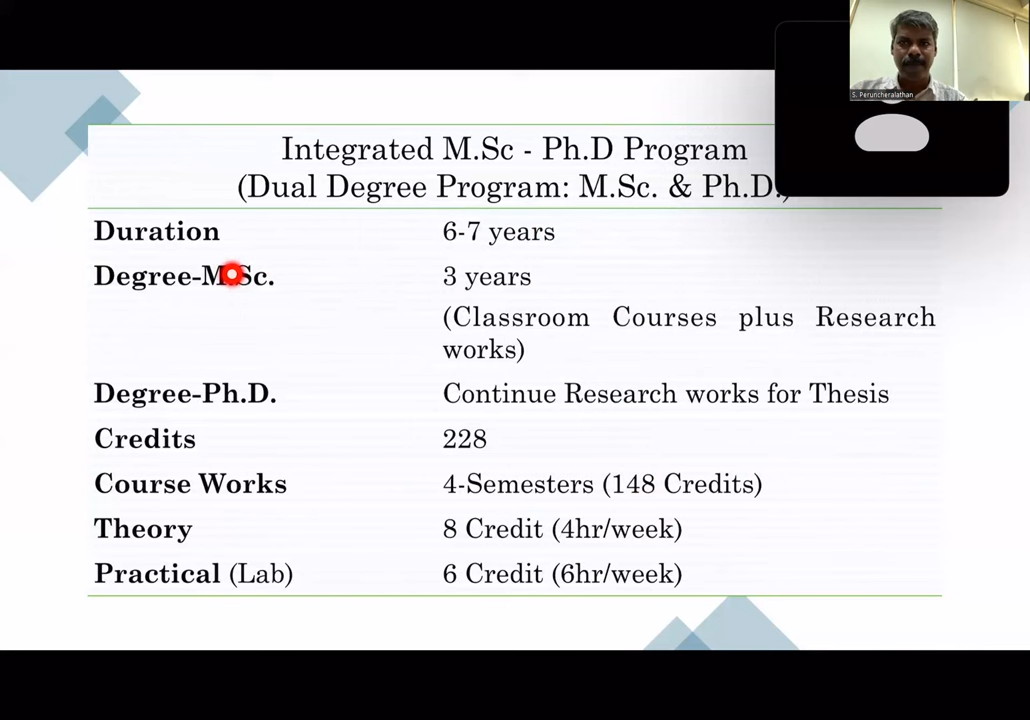 S. Peruncheralathan
Integrated M.Sc - Ph.D Program
(Dual Degree Program: M.Sc. & Ph.D.)
Duration 6-7 years
Degree-M.Sc. 3 years
(Classroom Courses plus Research
works)
Degree-Ph.D. Continue Research works for Thesis
Credits 228
Course Works 4-Semesters (148 Credits)
Theory 8 Credit (4hr/week)
Practical (Lab) 6 Credit (6hr/week)